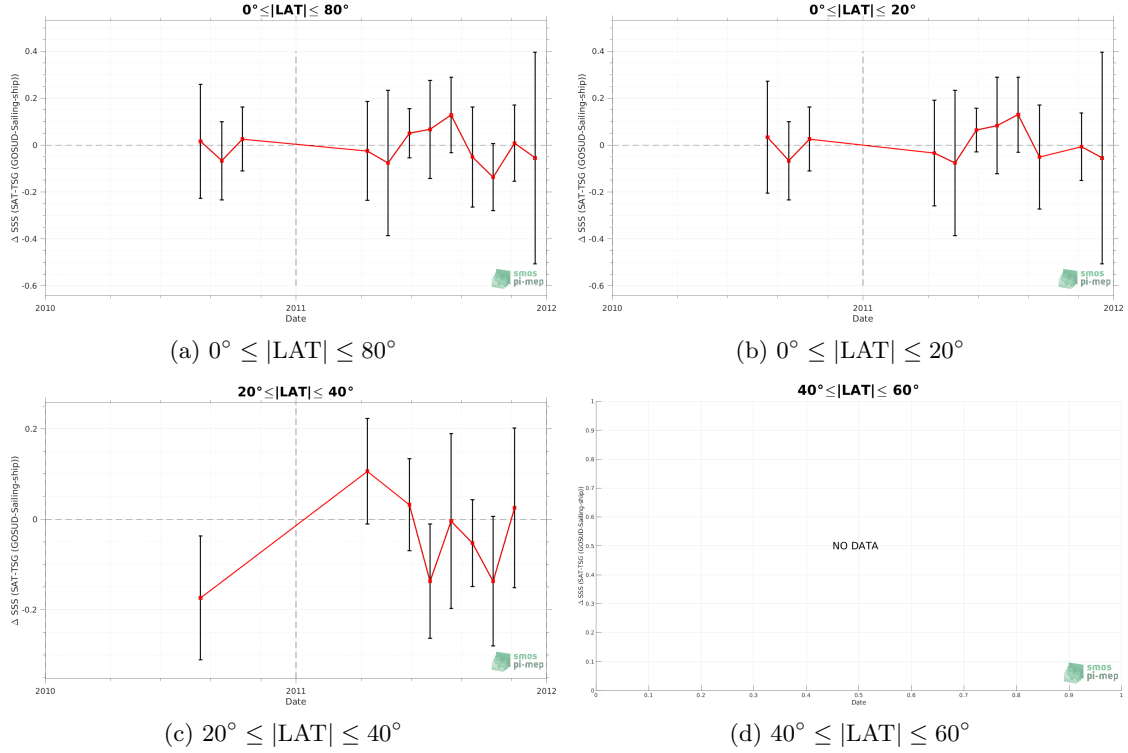 0°≤|LAT|≤ 80°
Δ SSS (SAT-TSG (GOSUD-Sailing-ship))
0.4
0.2
0
-0.2
-0.4
-0.6
2010
2011
2012
Date
smos
pi-mep
(a) 0° ≤ |LAT| ≤ 80°
0°≤|LAT|≤ 20°
Δ SSS (SAT-TSG (GOSUD-Sailing-ship))
0.4
0.2
0
-0.2
-0.4
-0.6
2010
2011
2012
Date
smos
pi-mep
(b) 0° ≤ |LAT| ≤ 20°
20°≤|LAT|≤ 40°
Δ SSS (SAT-TSG (GOSUD-Sailing-ship))
0.2
0
-0.2
2010
2011
2012
Date
smos
pi-mep
(c) 20° ≤ |LAT| ≤ 40°
40°≤|LAT|≤ 60°
Δ SSS (SAT-TSG (GOSUD-Sailing-ship))
1
0.9
0.8
0.7
0.6
0.5
0.4
0.3
0.2
0.1
0
NO DATA
0
0.1
0.2
0.3
0.4
0.5
0.6
0.7
0.8
0.9
1
Date
smos
pi-mep
(d) 40° ≤ |LAT| ≤ 60°